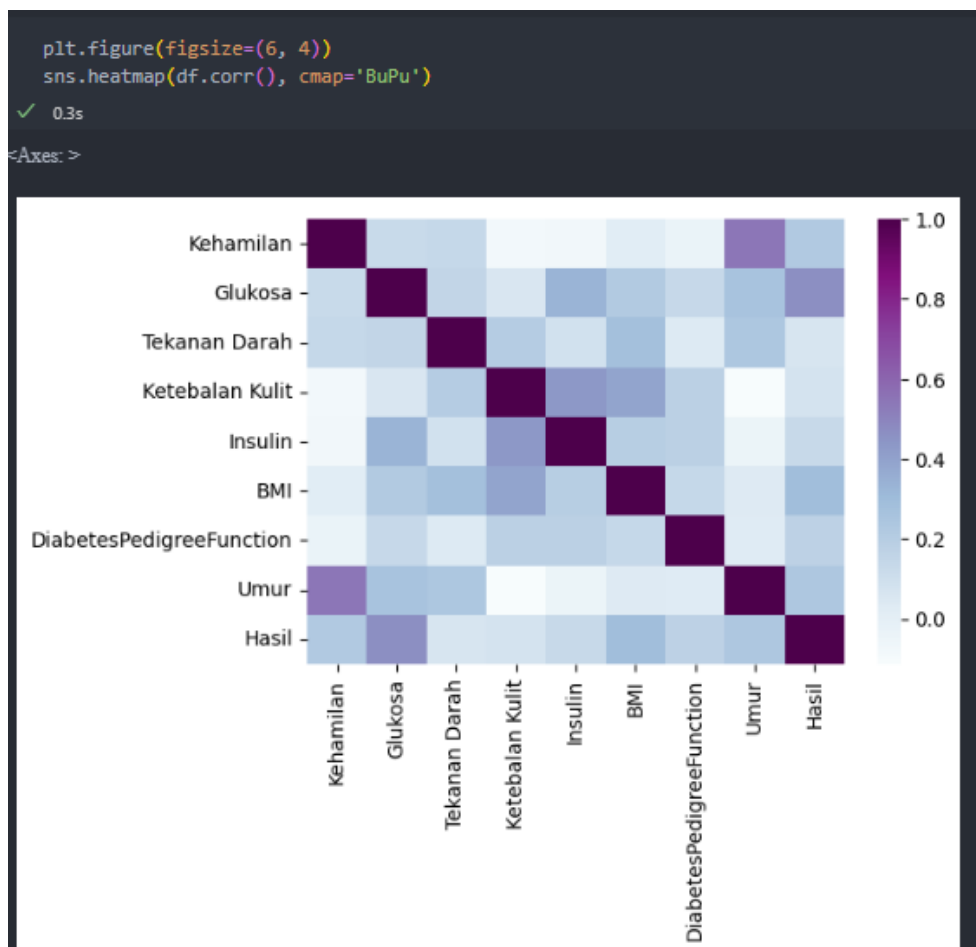 plt.figure(figsize=(6, 4))
sns.heatmap(df.corr(), cmap='BuPu')
✓ 0.3s
<Axes: >
Kehamilan
Glukosa
Tekanan Darah
Ketebalan Kulit
Insulin
BMI
DiabetesPedigreeFunction
Umur
Hasil
1.0
0.8
0.6
0.4
0.2
0.0
Kehamilan
Glukosa
Tekanan Darah
Ketebalan Kulit
Insulin
BMI
DiabetesPedigreeFunction
Umur
Hasil